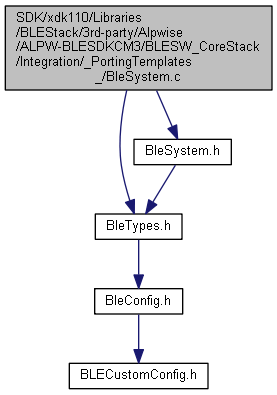 SDK/xdk110/Libraries
/BLEStack/3rd-party/Alpwise
/ALPW-BLESDKCM3/BLESW_CoreStack
/Integration/_PortingTemplates
_/BleSystem.c
BleSystem.h
BleTypes.h
BleConfig.h
BLECustomConfig.h